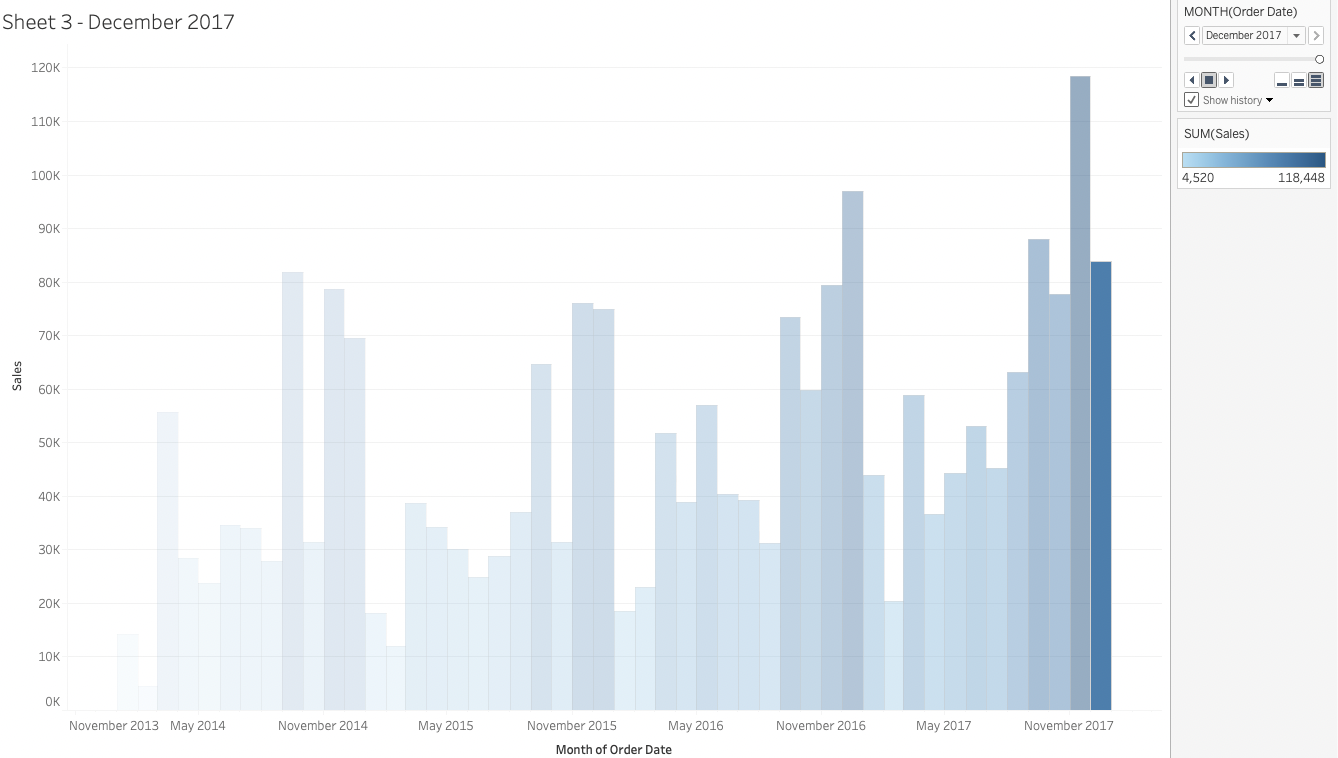 Sheet 3 - December 2017
MONTH(Order Date)
December 2017
Show history
SUM(Sales)
4,520 118,448
120K
110K
100K
90K
80K
70K
60K
50K
40K
30K
20K
10K
0K
Sales
November 2013 May 2014 November 2014 May 2015 November 2015 May 2016 November 2016 May 2017 November 2017
Month of Order Date